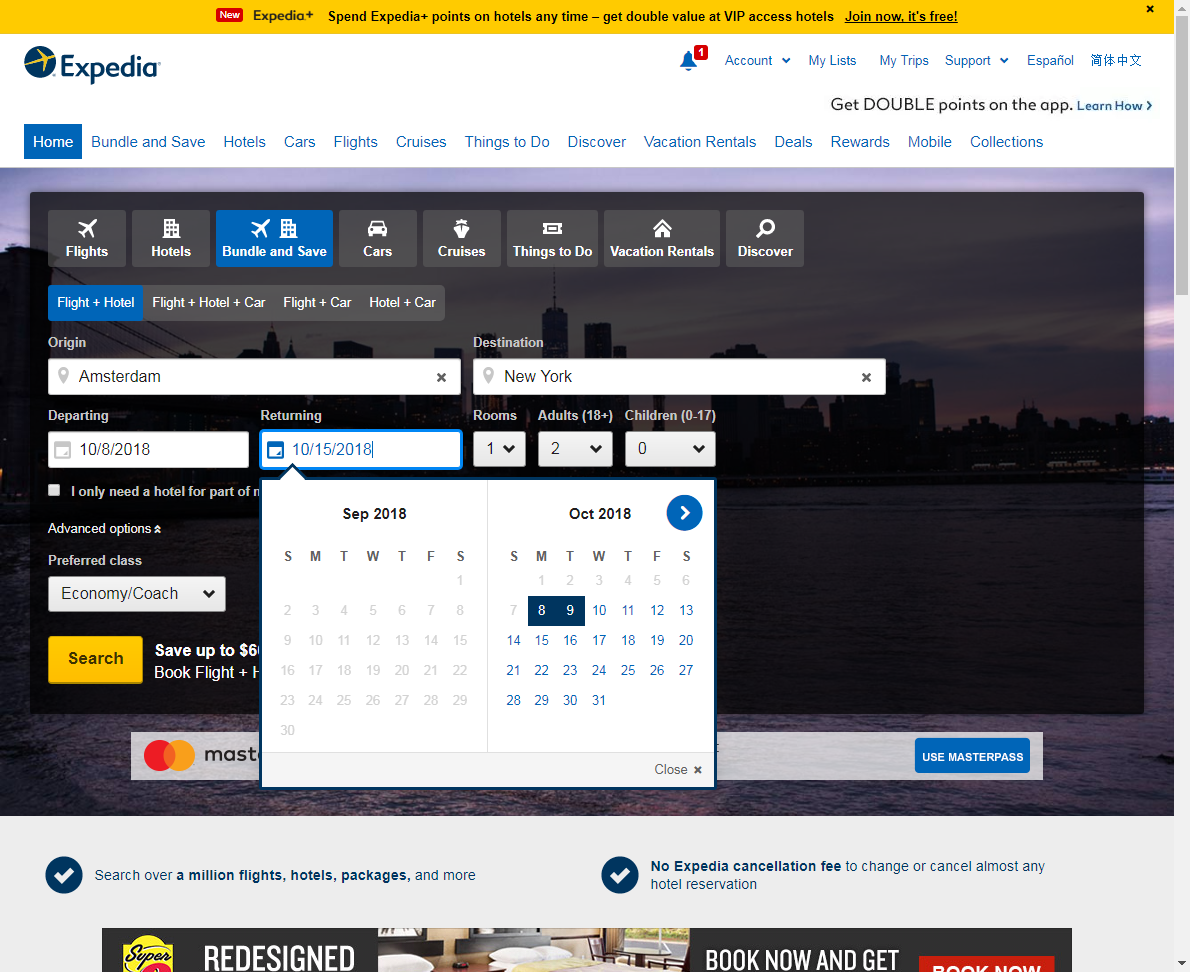 New Expedia+ Spend Expedia+ points on hotels any time – get double value at VIP access hotels Join now, it's free!
Expedia
1 Account My Lists My Trips Support Español 简体中文
Get DOUBLE points on the app. Learn How
Home Bundle and Save Hotels Cars Flights Cruises Things to Do Discover Vacation Rentals Deals Rewards Mobile Collections
Flights Hotels Bundle and Save Cars Cruises Things to Do Vacation Rentals Discover
Flight + Hotel Flight + Hotel + Car Flight + Car Hotel + Car
Origin Destination
Amsterdam New York
Departing Returning Rooms Adults (18+) Children (0-17)
10/8/2018 10/15/2018 1 2 0
I only need a hotel for part of
Advanced options
Preferred class
Economy/Coach
Search
Save up to
Book Flight +
Sep 2018
S M T W T F S
1
2 3 4 5 6 7 8
9 10 11 12 13 14 15
16 17 18 19 20 21 22
23 24 25 26 27 28 29
30
Oct 2018
S M T W T F S
1 2 3 4 5 6
7 8 9 10 11 12 13
14 15 16 17 18 19 20
21 22 23 24 25 26 27
28 29 30 31
Close
USE MASTERPASS
Search over a million flights, hotels, packages, and more
No Expedia cancellation fee to change or cancel almost any
hotel reservation
Super
REDESIGNED
BOOK NOW AND GET
BOOK NOW